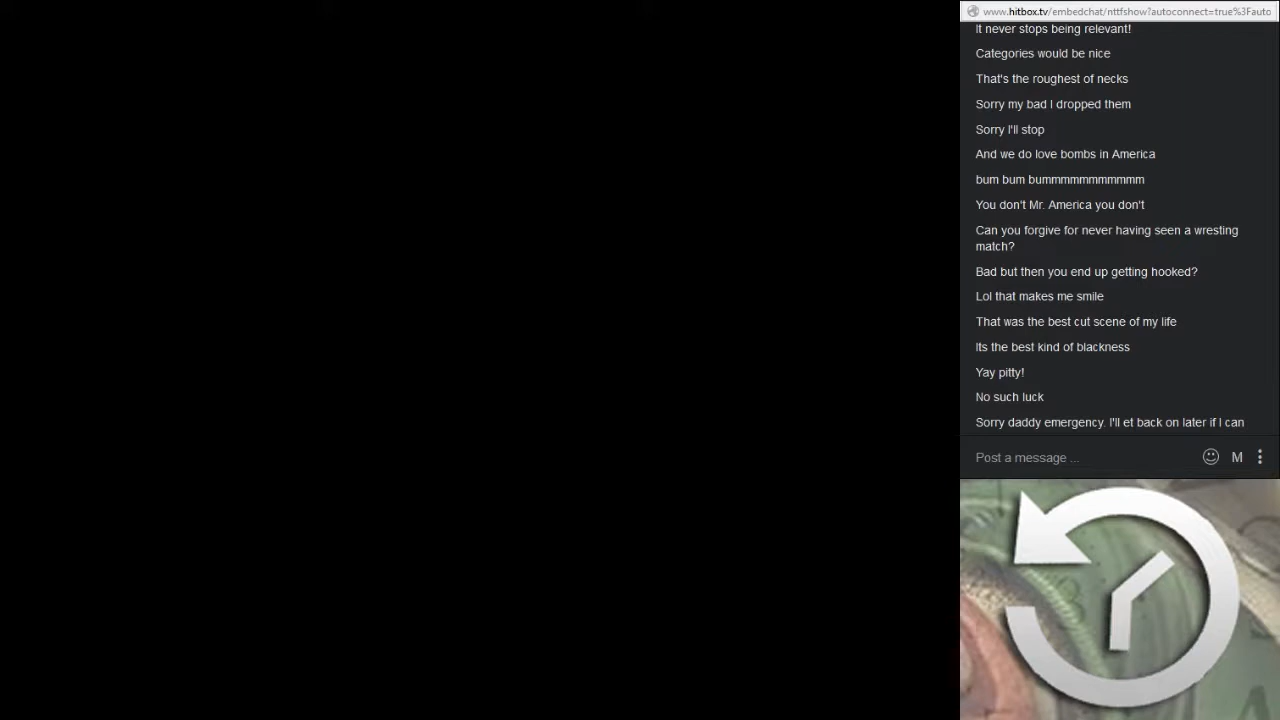 www.hitbox.tv/embedchat/nttfshow?autoconnect=true%3Fauto
It never stops being relevant!
Categories would be nice
That's the roughest of necks
Sorry my bad I dropped them
Sorry I'll stop
And we do love bombs in America
bum bum bummmmmmmmmmm
You don't Mr. America you don't
Can you forgive for never having seen a wresting
match?
Bad but then you end up getting hooked?
Lol that makes me smile
That was the best cut scene of my life
Its the best kind of blackness
Yay pitty!
No such luck
Sorry daddy emergency. I'll et back on later if I can
Post a message ...
M